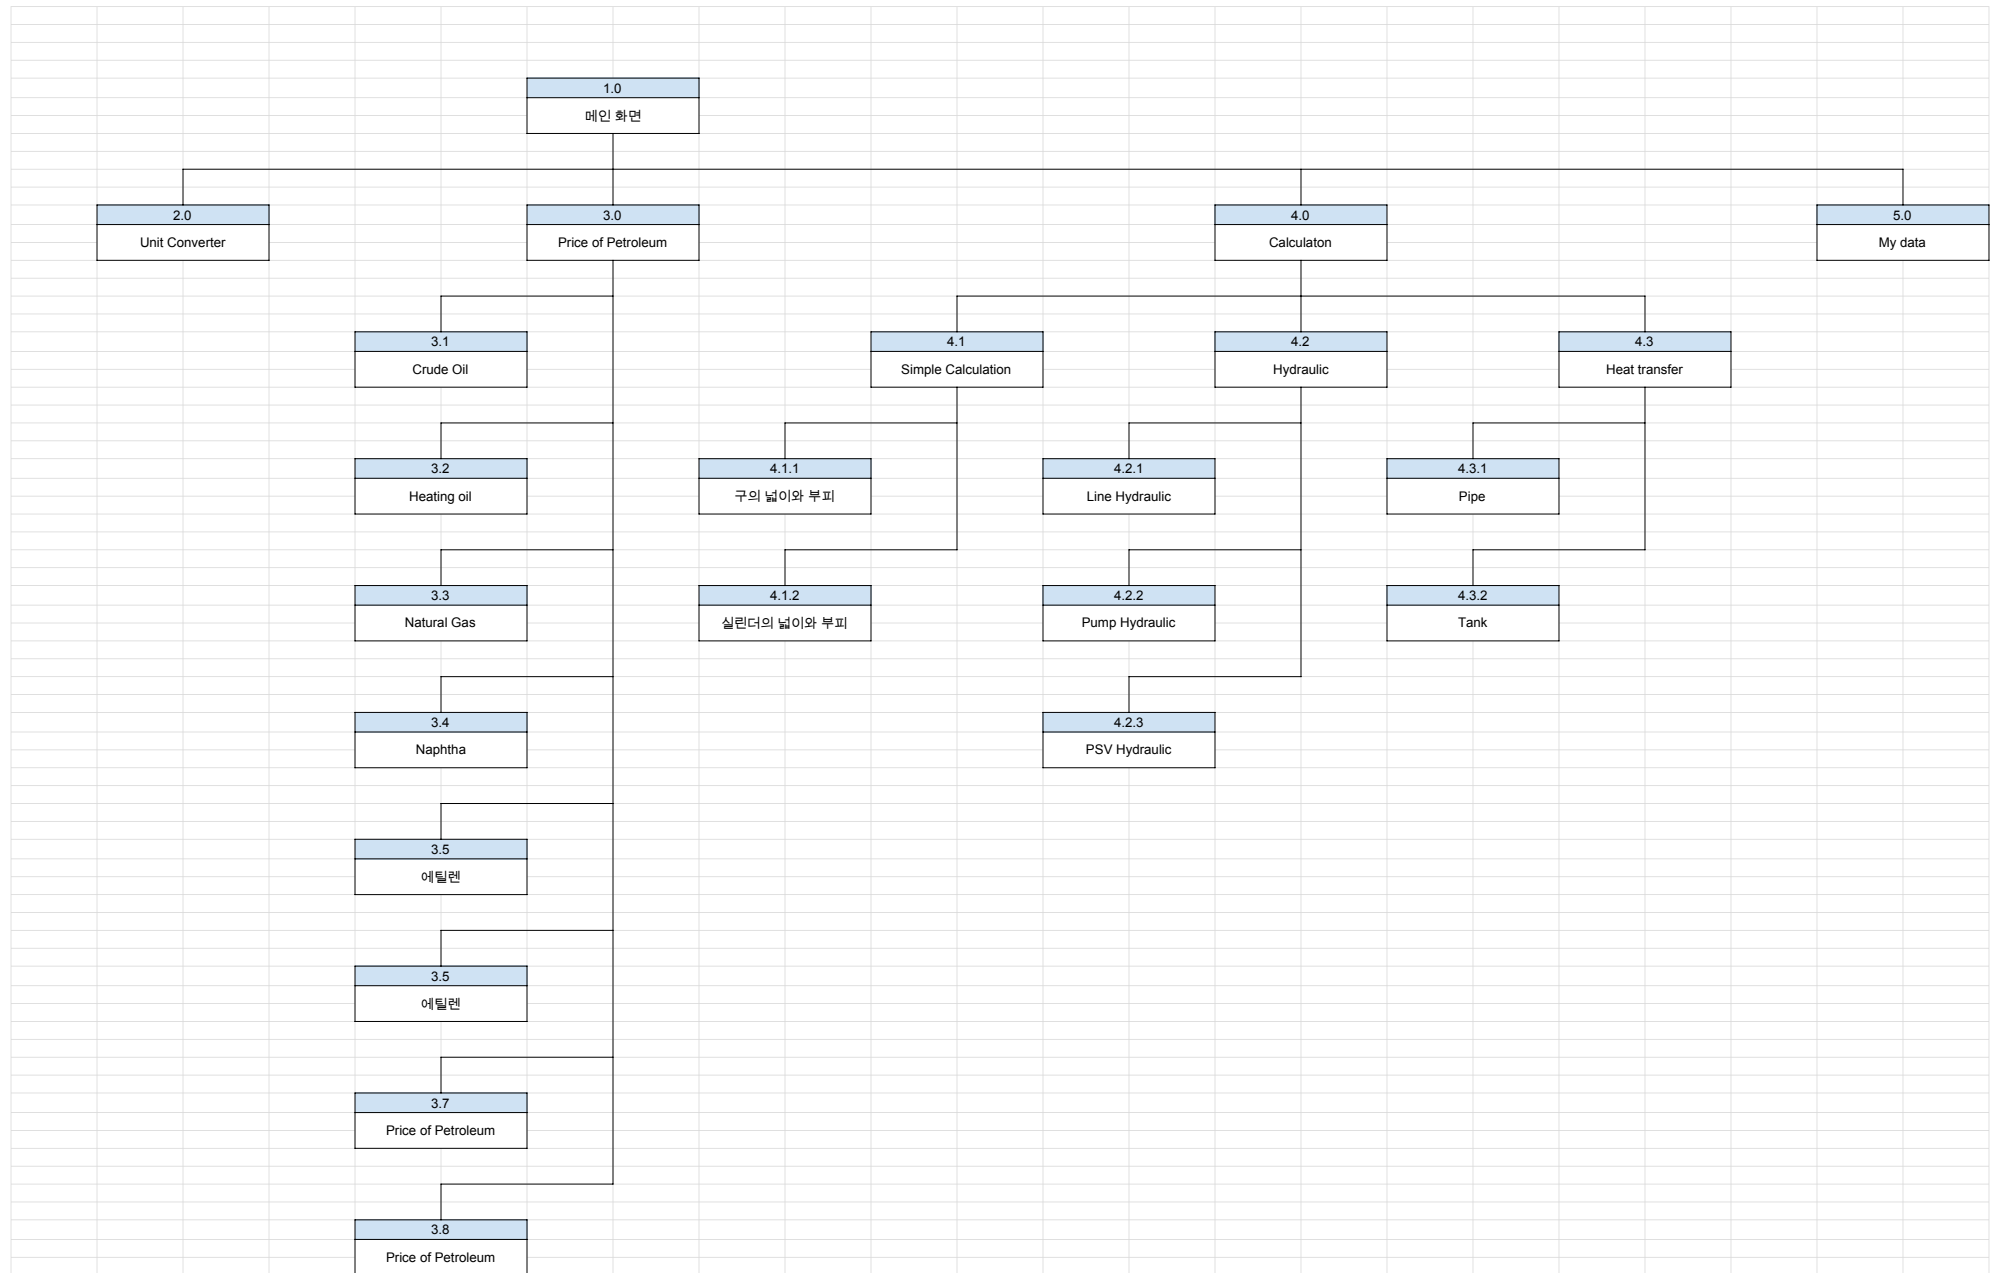 1.0
메인 화면
2.0
Unit Converter
3.0
Price of Petroleum
4.0
Calculaton
5.0
My data
3.1
Crude Oil
4.1
Simple Calculation
4.2
Hydraulic
4.3
Heat transfer
3.2
Heating oil
4.1.1
구의 넓이와 부피
4.2.1
Line Hydraulic
4.3.1
Pipe
3.3
Natural Gas
4.1.2
실린더의 넓이와 부피
4.2.2
Pump Hydraulic
4.3.2
Tank
3.4
Naphtha
4.2.3
PSV Hydraulic
3.5
에틸렌
3.5
에틸렌
3.7
Price of Petroleum
3.8
Price of Petroleum